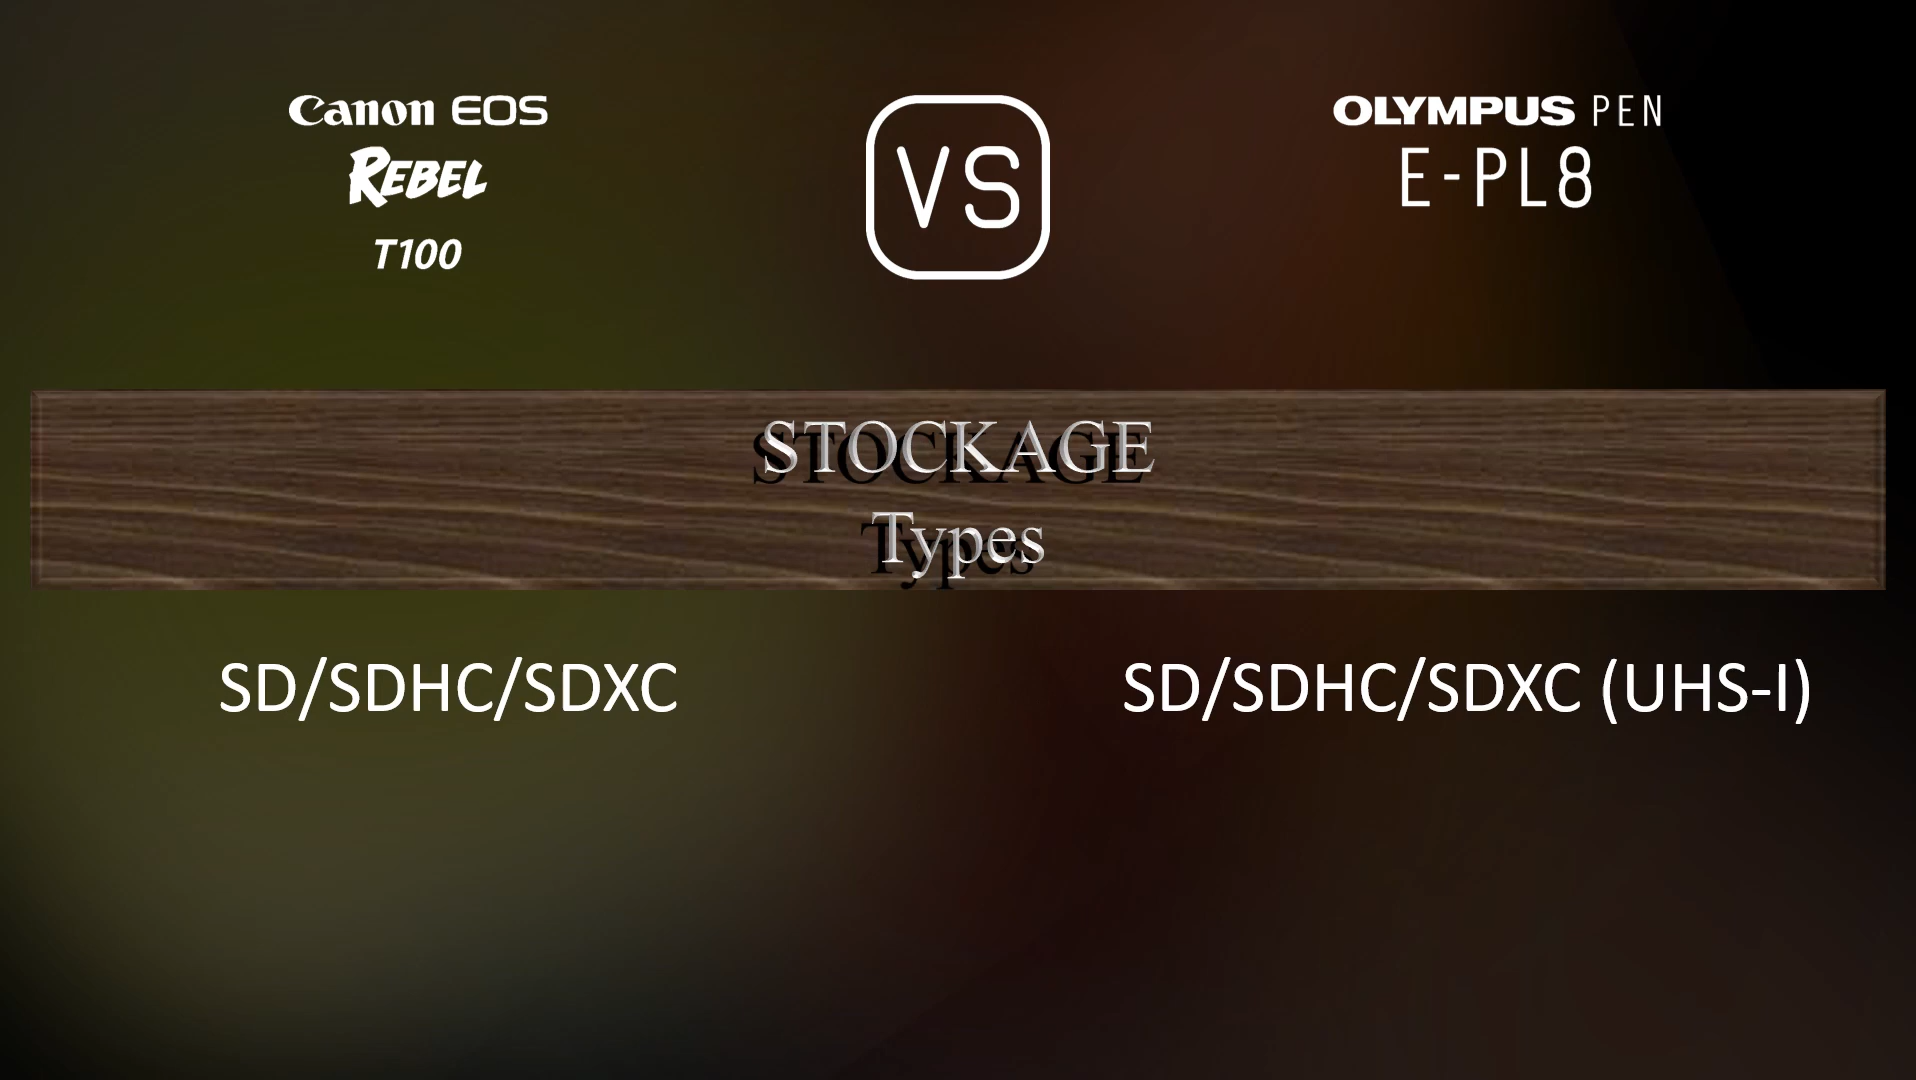 Canon EOS
REBEL
T100
VS
OLYMPUS PEN
E-PL8
STOCKAGE
Types
SD/SDHC/SDXC
SD/SDHC/SDXC (UHS-I)